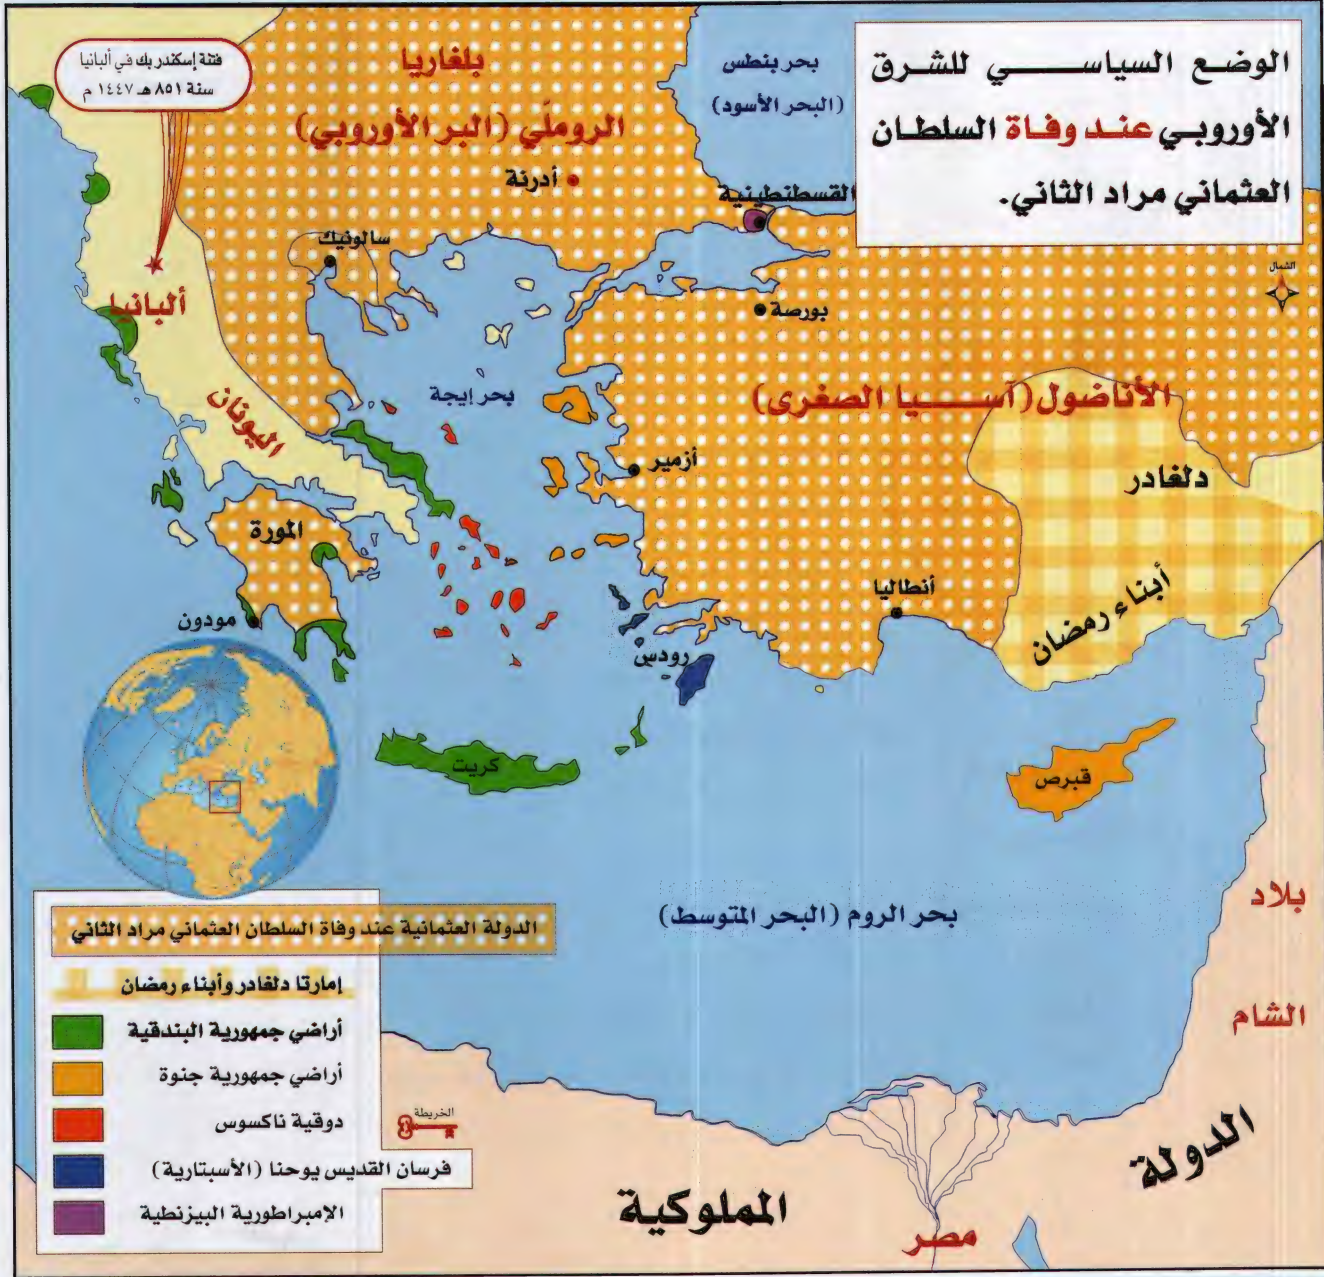 الوضع السياسي للشرق
الأوروبي عند وفاة السلطان
العثماني مراد الثاني.
فتنة إسكندر بك في ألبانيا
سنة ٨٥١ هـ ١٤٤٧ م
بلغاريا
الروملّي (البر الأوروبي)
أدرنة
بحر بنطس
(البحر الأسود)
القسطنطينية
سالونيك
الشمال
ألبانيا
بورصة
بحر إيجة
الأناضول (آسيا الصغرى)
اليونان
أزمير
دلغادر
المورة
أنطاليا
أبناء رمضان
مودون
رودس
كريت
قبرص
بلاد
الشام
بحر الروم (البحر المتوسط)
الدولة
المملوكية
مصر
الخريطة
الدولة العثمانية عند وفاة السلطان العثماني مراد الثاني
إمارتا دلغادر وأبناء رمضان
أراضي جمهورية البندقية
أراضي جمهورية جنوة
دوقية ناكسوس
فرسان القديس يوحنا (الأسبتارية)
الإمبراطورية البيزنطية